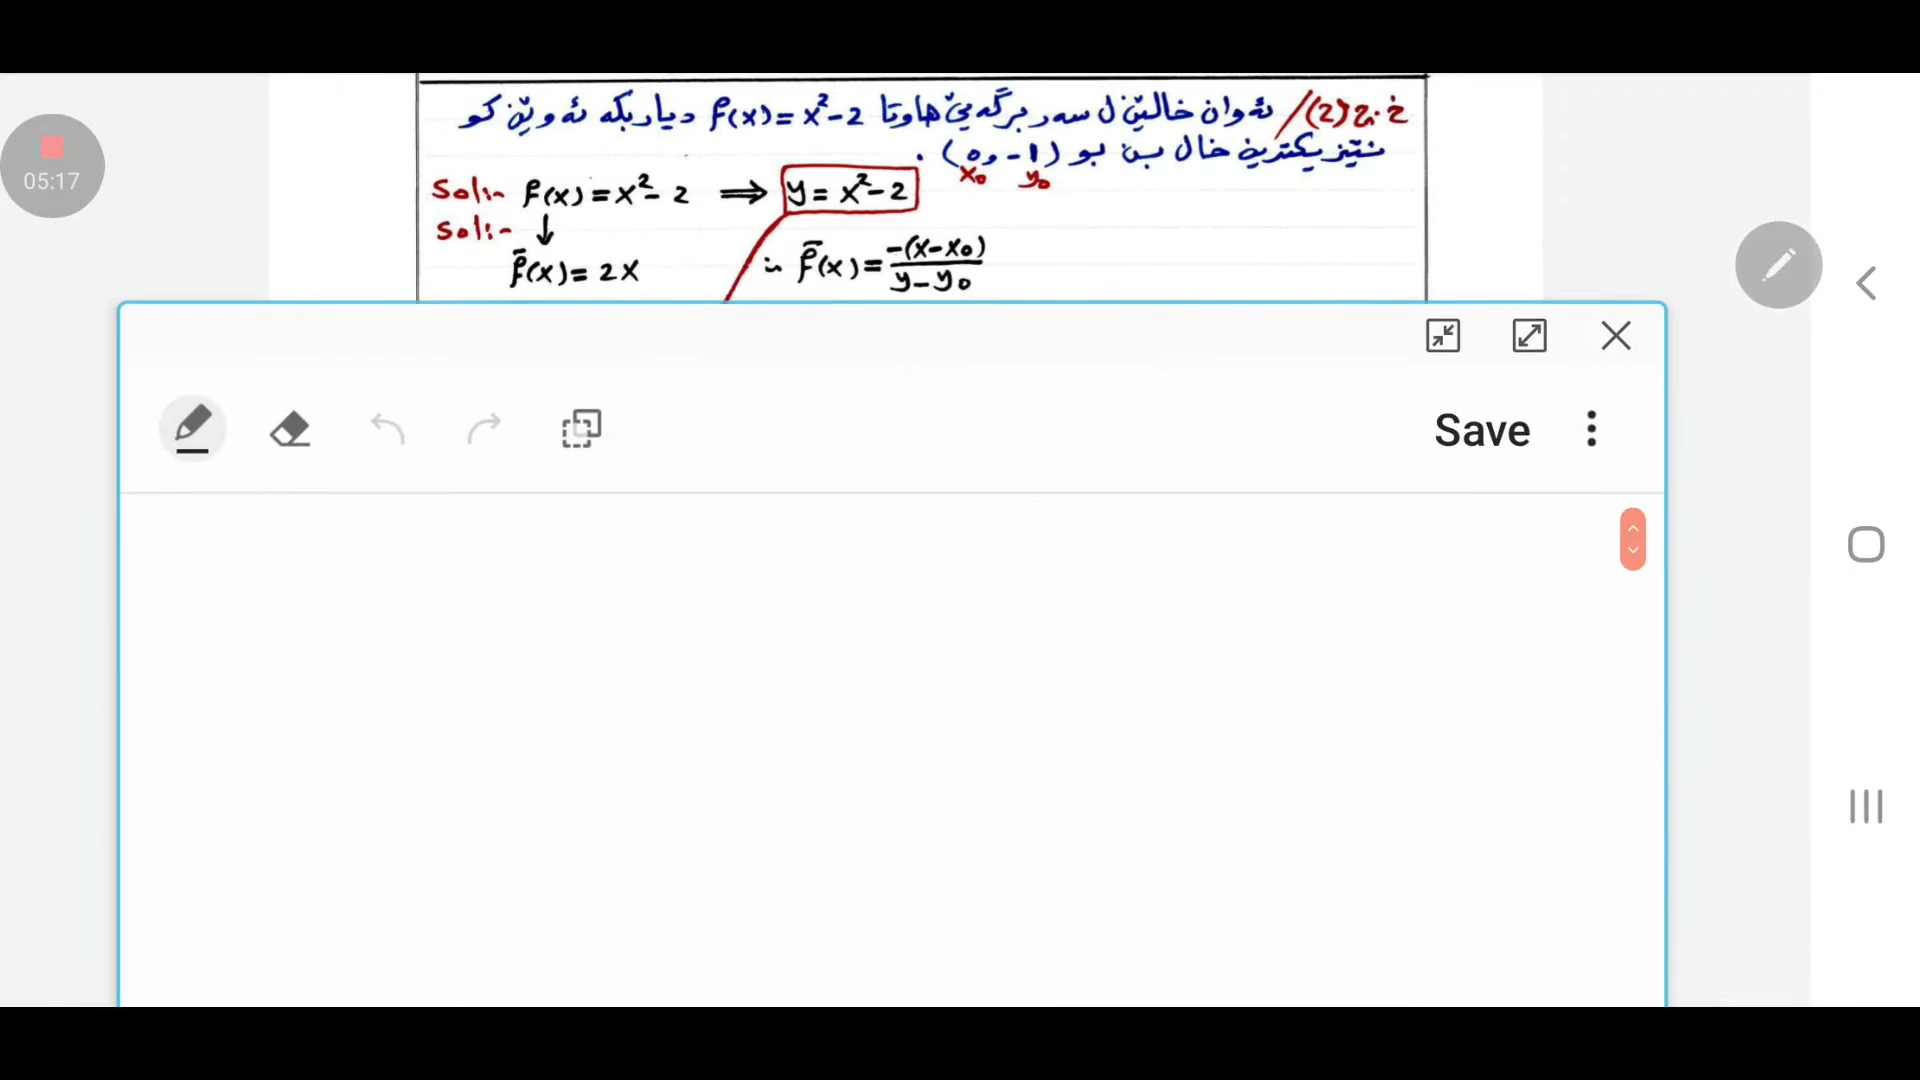 خ.ج(2)/ ئەوان خالێن ل سەر برگەیێ هاوتا f(x)=x²-2 دیاربکە ئەوێن کو
نێزیکترین خال بن بو (0, -1) .
x₀ y₀
Sol:- f(x)=x²-2 ⟹ y=x²-2
Sol:- ↓
f̄(x)=2x ∴ f̄(x)=-(x-x₀)/y-y₀
05:17
Save